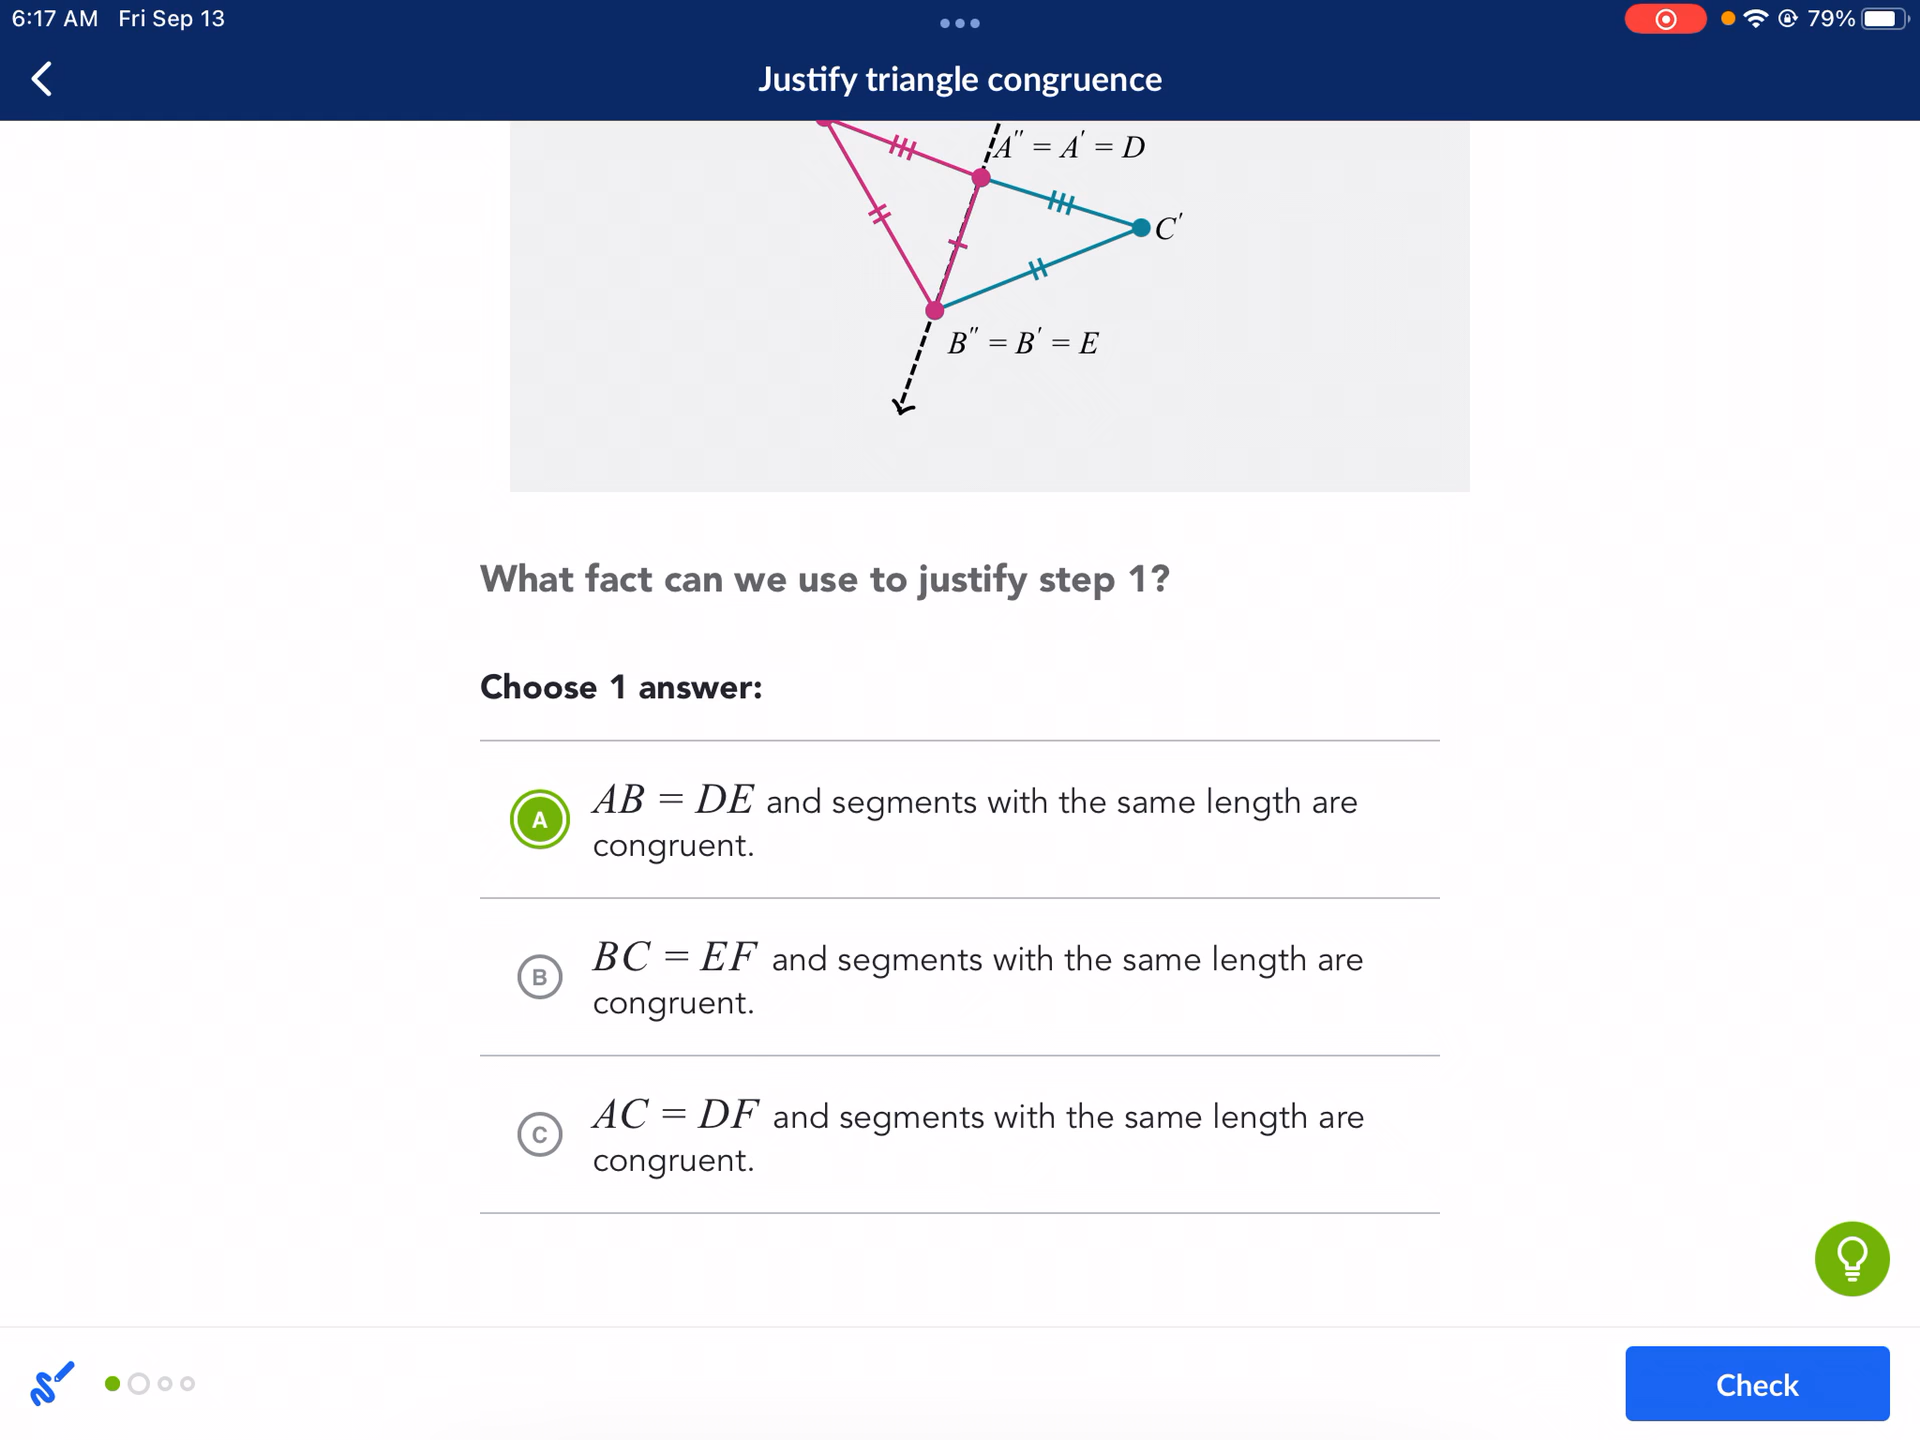 6:17 AM Fri Sep 13
79%
Justify triangle congruence
A″ = A′ = D
C′
B″ = B′ = E
What fact can we use to justify step 1?
Choose 1 answer:
A
AB = DE and segments with the same length are
congruent.
B
BC = EF and segments with the same length are
congruent.
C
AC = DF and segments with the same length are
congruent.
Check